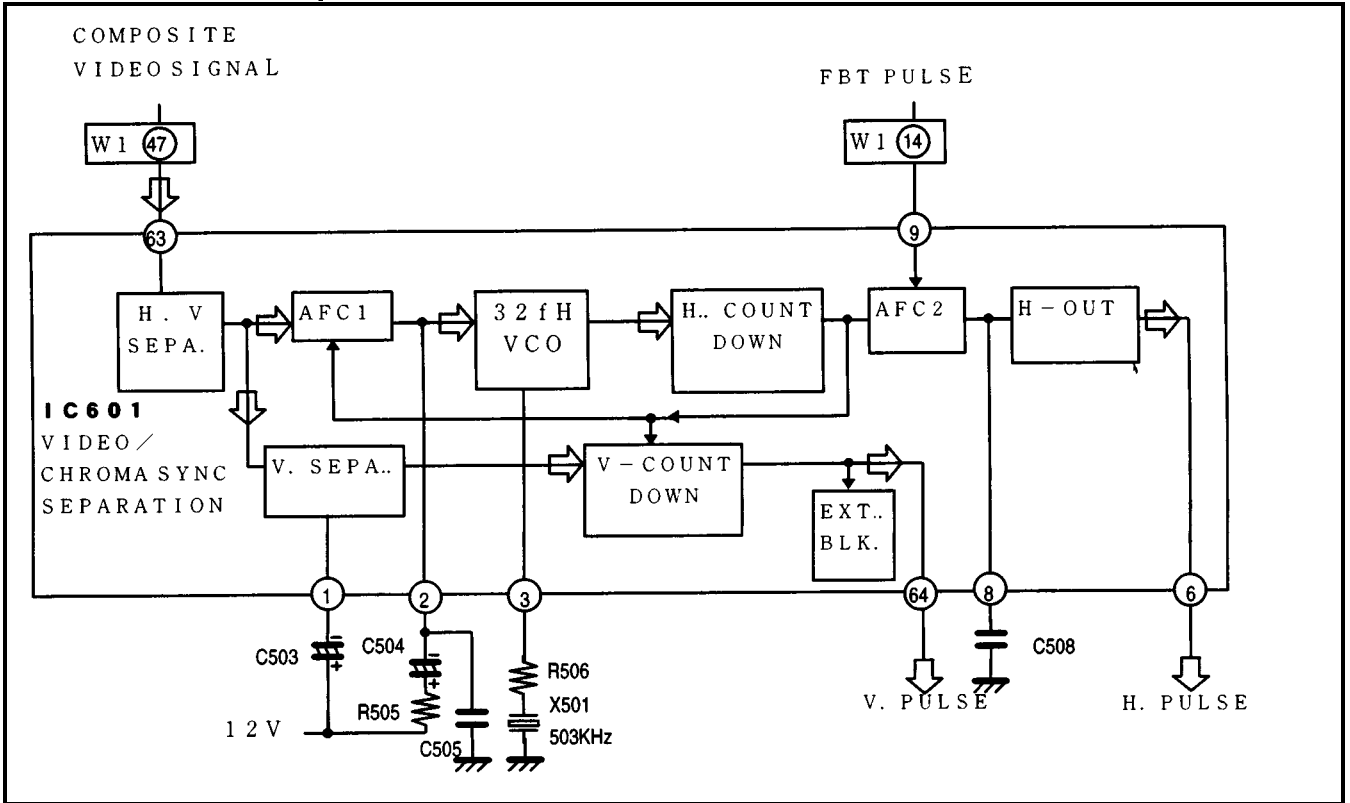 COMPOSITE
VIDEO SIGNAL
FBT PULSE
W1 47
W1 14
63
9
H. V
SEPA.
AFC1
32fH
VCO
H.. COUNT
DOWN
AFC2
H-OUT
IC601
VIDEO/
CHROMA SYNC
SEPARATION
V. SEPA..
V-COUNT
DOWN
EXT..
BLK.
1
2
3
64
8
6
C503
C504
R505
C505
12V
R506
X501
503KHz
C508
V. PULSE
H. PULSE
- + - +